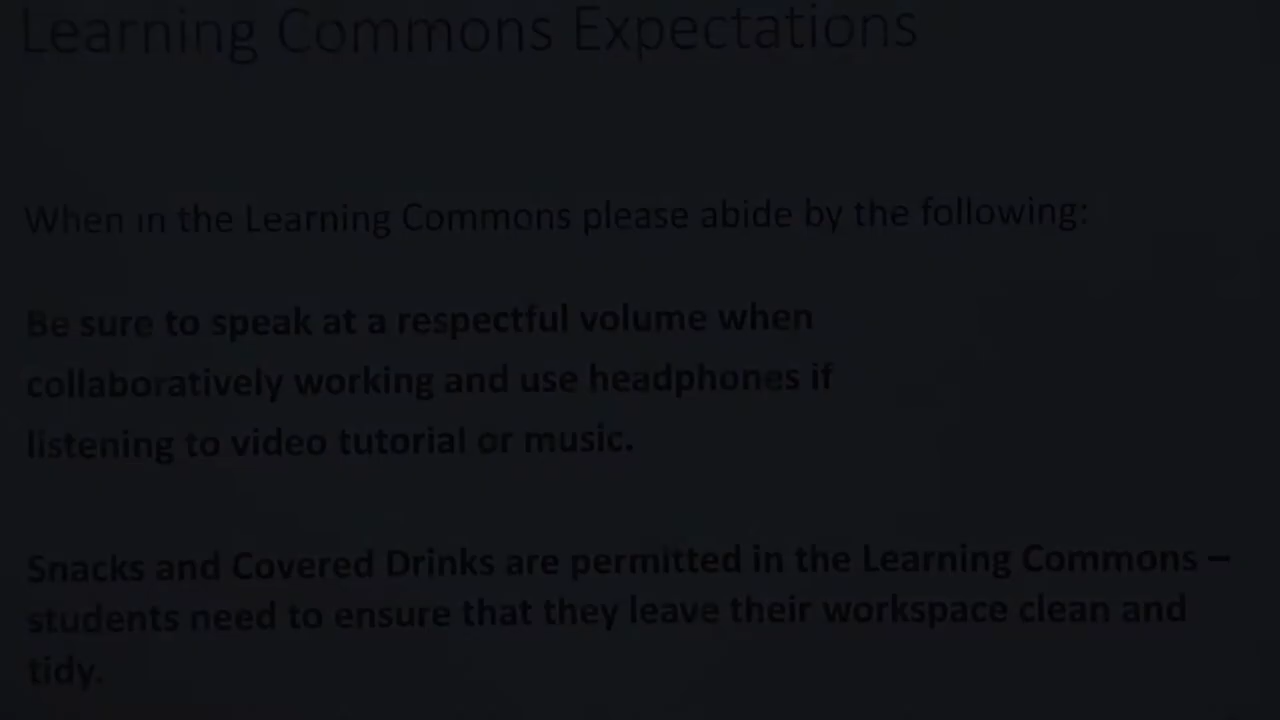 Learning Commons Expectations
When in the Learning Commons please abide by the following:
Be sure to speak at a respectful volume when
collaboratively working and use headphones if
listening to video tutorial or music.
Snacks and Covered Drinks are permitted in the Learning Commons –
students need to ensure that they leave their workspace clean and
tidy.